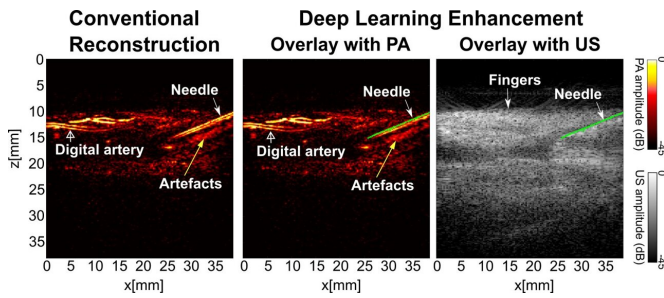 Conventional
Reconstruction
Deep Learning Enhancement
Overlay with PA
Overlay with US
Needle
Digital artery
Artefacts
Needle
Digital artery
Artefacts
Fingers
Needle
z[mm]
0
5
10
15
20
25
30
35
0 5 10 15 20 25 30 35
x[mm]
0 5 10 15 20 25 30 35
x[mm]
0 5 10 15 20 25 30 35
x[mm]
0
PA amplitude (dB)
-45
0
US amplitude (dB)
-45